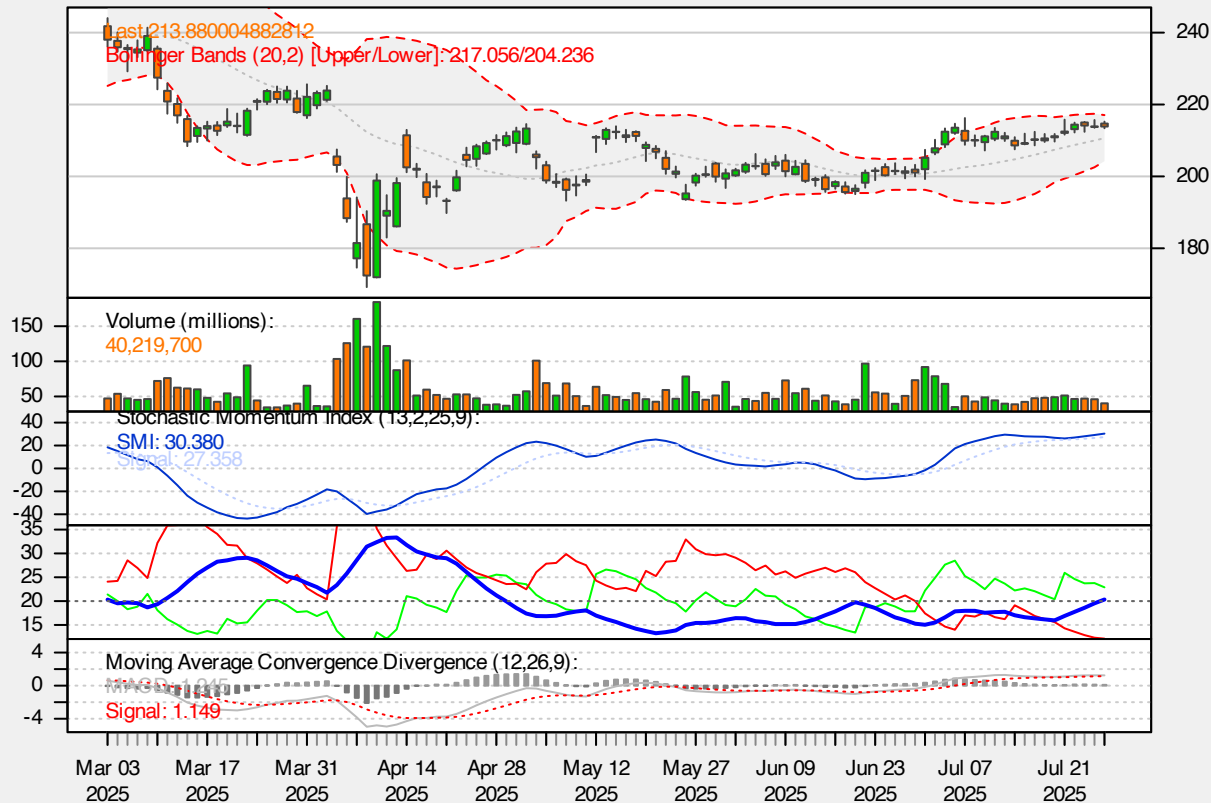 Last 213.880004882812
Bollinger Bands (20,2) [Upper/Lower]: 217.056/204.236
240
220
200
180
Volume (millions):
40,219,700
150
100
50
Stochastic Momentum Index (13,2,25,9):
SMI: 30.380
Signal: 27.358
40
20
0
-20
-40
35
30
25
20
15
Moving Average Convergence Divergence (12,26,9):
MACD: 1.245
Signal: 1.149
4
0
-4
Mar 03 Mar 17 Mar 31 Apr 14 Apr 28 May 12 May 27 Jun 09 Jun 23 Jul 07 Jul 21
2025 2025 2025 2025 2025 2025 2025 2025 2025 2025 2025